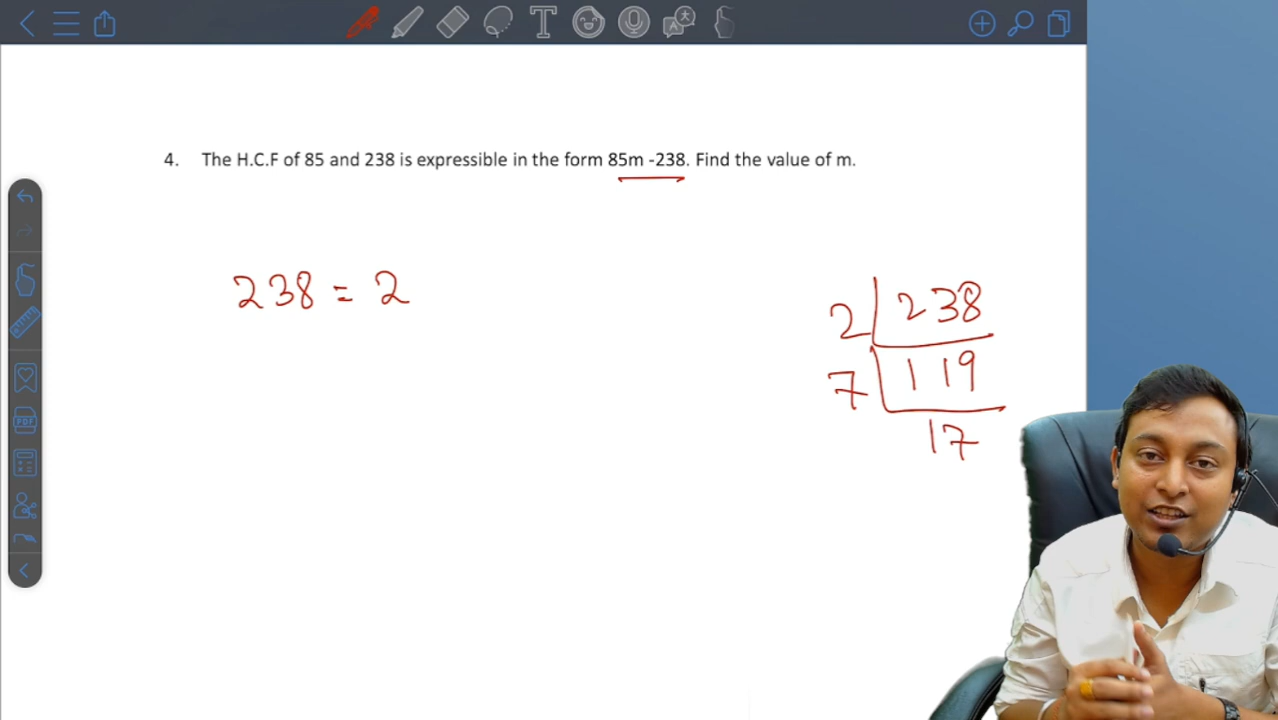 4. The H.C.F of 85 and 238 is expressible in the form 85m -238. Find the value of m.
238 = 2
2 | 238
7 | 119
17
T
A
PDF